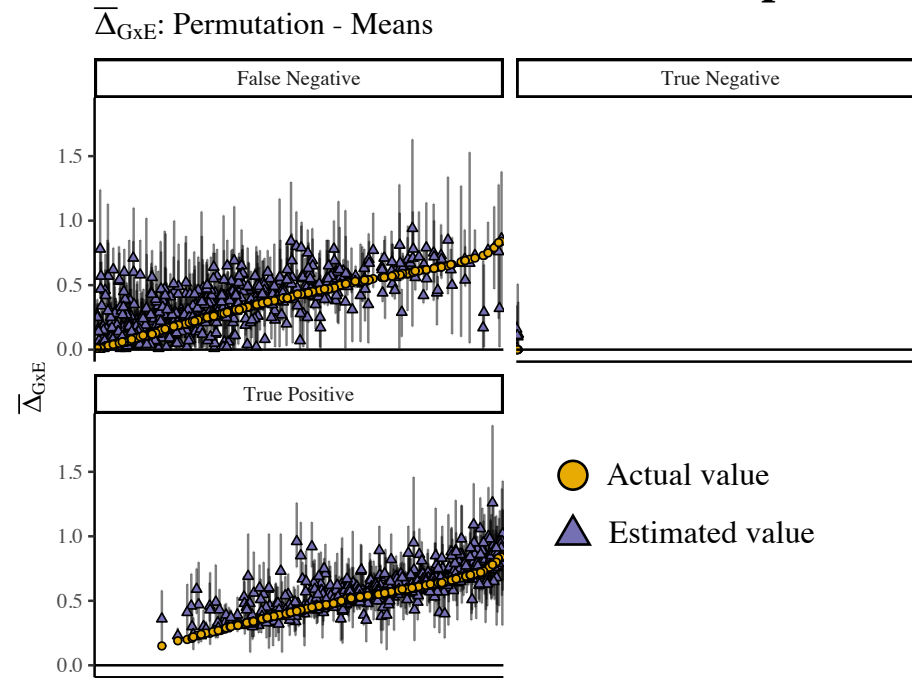 Δ̅GxE: Permutation - Means
False Negative
True Negative
1.5
1.0
0.5
0.0
Δ̅GxE
True Positive
1.5
1.0
0.5
0.0
Actual value
Estimated value